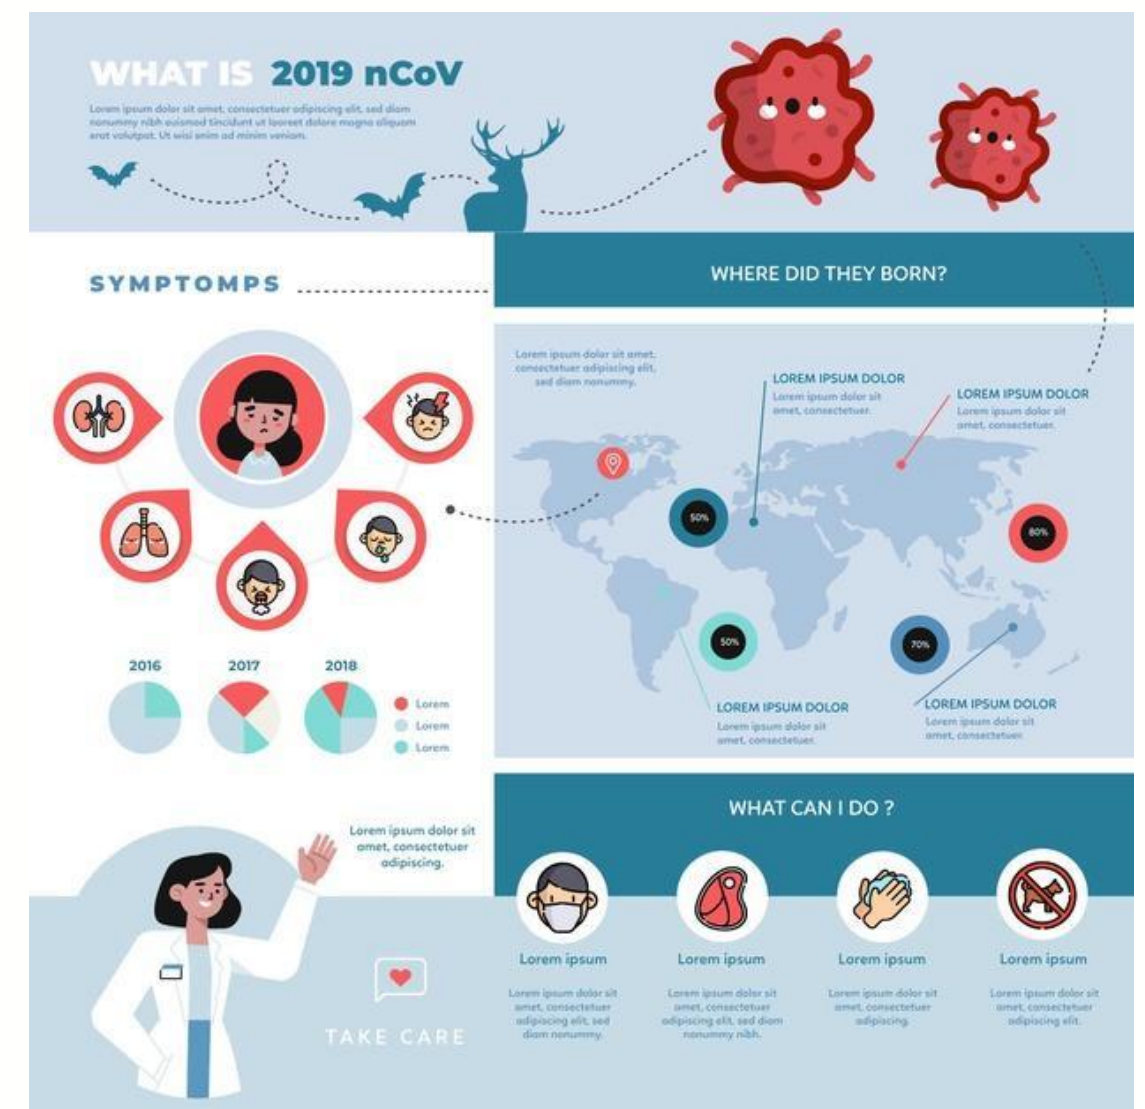 WHAT IS 2019 nCoV
Lorem ipsum dolor sit amet, consectetuer adipiscing elit, sed diam
nonummy nibh euismod tincidunt ut laoreet dolore magna aliquam
erat volutpat. Ut wisi enim ad minim veniam.
SYMPTOMPS
2016
2017
2018
Lorem
Lorem
Lorem
WHERE DID THEY BORN?
Lorem ipsum dolor sit amet,
consectetuer adipiscing elit,
sed diam nonummy.
LOREM IPSUM DOLOR
Lorem ipsum dolor sit
amet, consectetuer.
LOREM IPSUM DOLOR
Lorem ipsum dolor sit
amet, consectetuer.
50%
80%
50%
70%
LOREM IPSUM DOLOR
Lorem ipsum dolor sit
amet, consectetuer.
LOREM IPSUM DOLOR
Lorem ipsum dolor sit
amet, consectetuer.
Lorem ipsum dolor sit
amet, consectetuer
adipiscing.
TAKE CARE
WHAT CAN I DO ?
Lorem ipsum
Lorem ipsum dolor sit
amet, consectetuer
adipiscing elit, sed
diam nonummy.
Lorem ipsum
Lorem ipsum dolor sit
amet, consectetuer
adipiscing elit, sed diam
nonummy nibh.
Lorem ipsum
Lorem ipsum dolor sit
amet, consectetuer
adipiscing.
Lorem ipsum
Lorem ipsum dolor sit
amet, consectetuer
adipiscing elit.